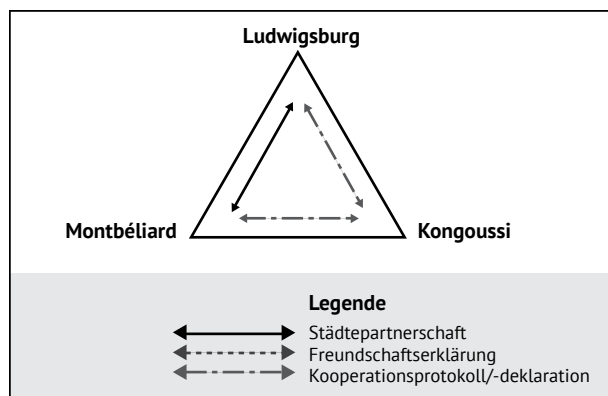 Ludwigsburg
Montbéliard
Kongoussi
Legende
Städtepartnerschaft
Freundschaftserklärung
Kooperationsprotokoll/-deklaration